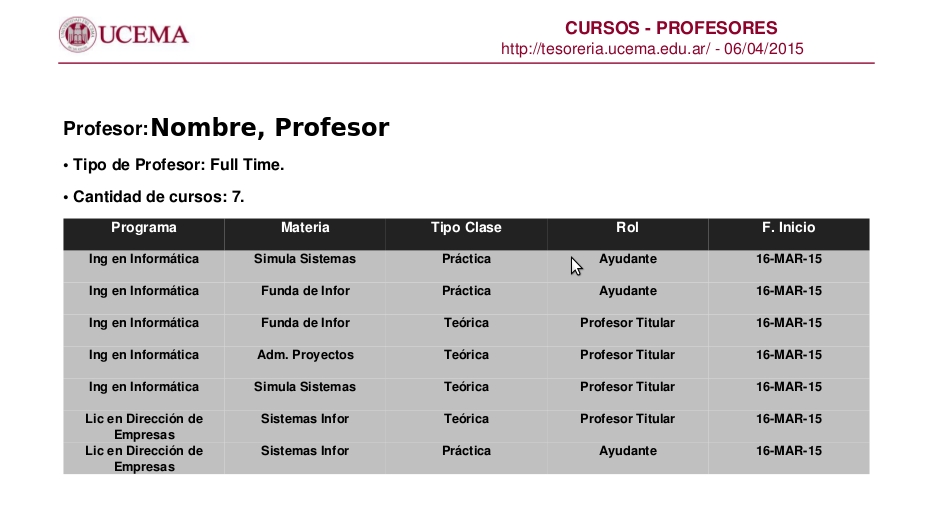 UCEMA
CURSOS - PROFESORES
http://tesoreria.ucema.edu.ar/ - 06/04/2015
Profesor: Nombre, Profesor
• Tipo de Profesor: Full Time.
• Cantidad de cursos: 7.
Programa Materia Tipo Clase Rol F. Inicio
Ing en Informática Simula Sistemas Práctica Ayudante 16-MAR-15
Ing en Informática Funda de Infor Práctica Ayudante 16-MAR-15
Ing en Informática Funda de Infor Teórica Profesor Titular 16-MAR-15
Ing en Informática Adm. Proyectos Teórica Profesor Titular 16-MAR-15
Ing en Informática Simula Sistemas Teórica Profesor Titular 16-MAR-15
Lic en Dirección de Sistemas Infor Teórica Profesor Titular 16-MAR-15
Empresas
Lic en Dirección de Sistemas Infor Práctica Ayudante 16-MAR-15
Empresas